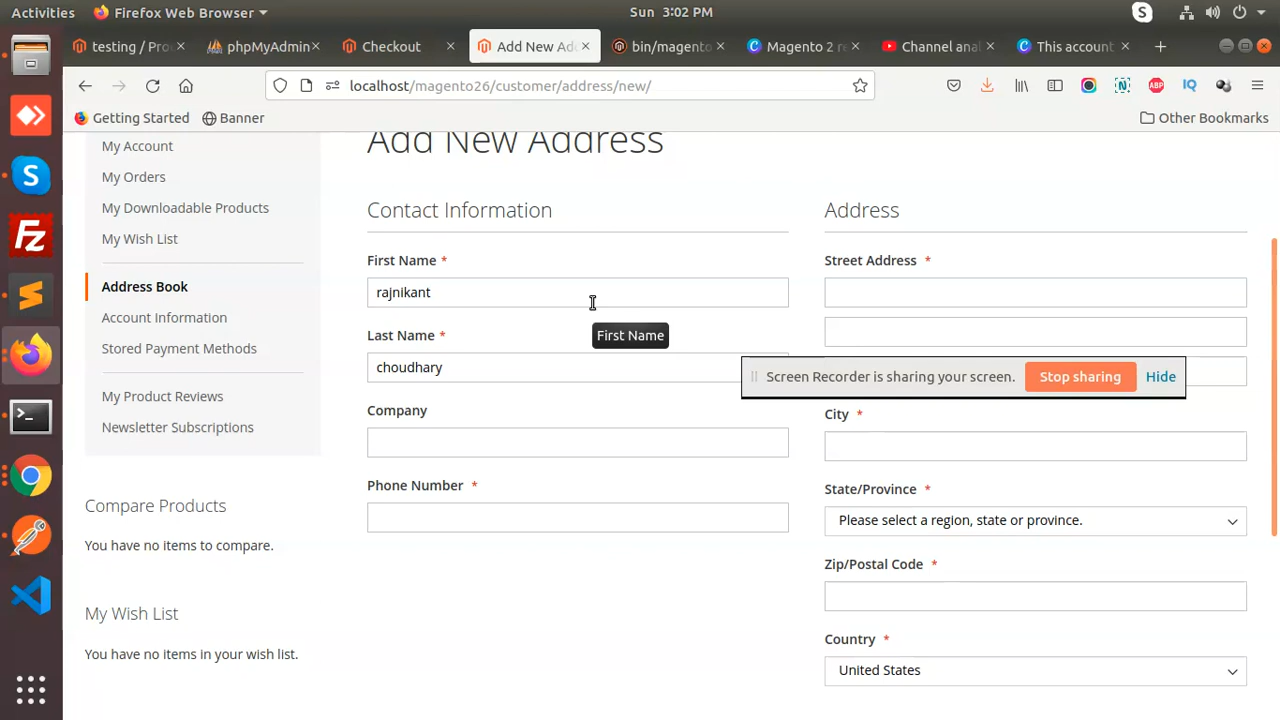 Activities
Firefox Web Browser
Sun 3:02 PM
testing / Pro
phpMyAdmin
Checkout
Add New Add
bin/magento
Magento 2 re
Channel anal
This account
localhost/magento26/customer/address/new/
ABP
IQ
Getting Started
Banner
Other Bookmarks
Add New Address
My Account
My Orders
My Downloadable Products
My Wish List
Address Book
Account Information
Stored Payment Methods
My Product Reviews
Newsletter Subscriptions
Compare Products
You have no items to compare.
My Wish List
You have no items in your wish list.
Contact Information
First Name *
rajnikant
First Name
Last Name *
choudhary
Company
Phone Number *
Address
Street Address *
Screen Recorder is sharing your screen.
Stop sharing
Hide
City *
State/Province *
Please select a region, state or province.
Zip/Postal Code *
Country *
United States